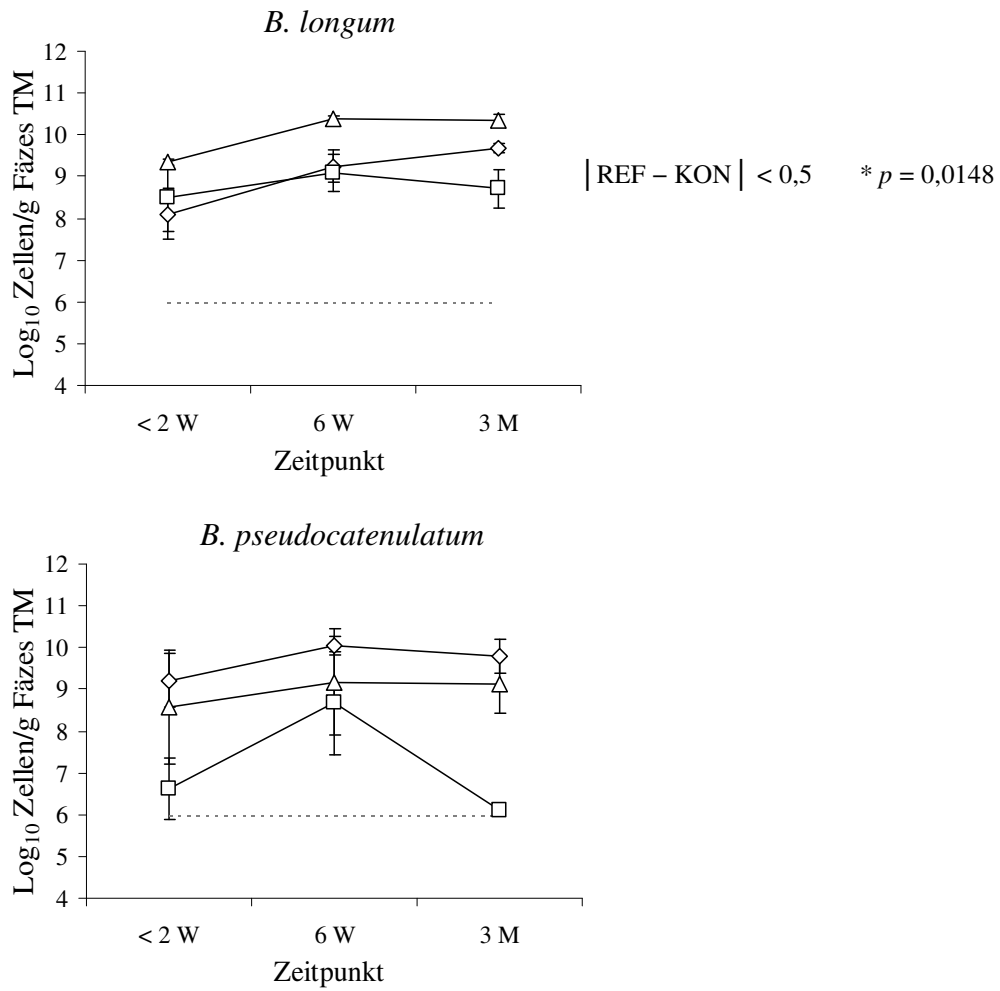 B. longum
12
11
10
9
8
7
6
5
4
Log10 Zellen/g Fäzes TM
< 2 W 6 W 3 M
Zeitpunkt
|REF – KON| < 0,5 * p = 0,0148
B. pseudocatenulatum
12
11
10
9
8
7
6
5
4
Log10 Zellen/g Fäzes TM
< 2 W 6 W 3 M
Zeitpunkt